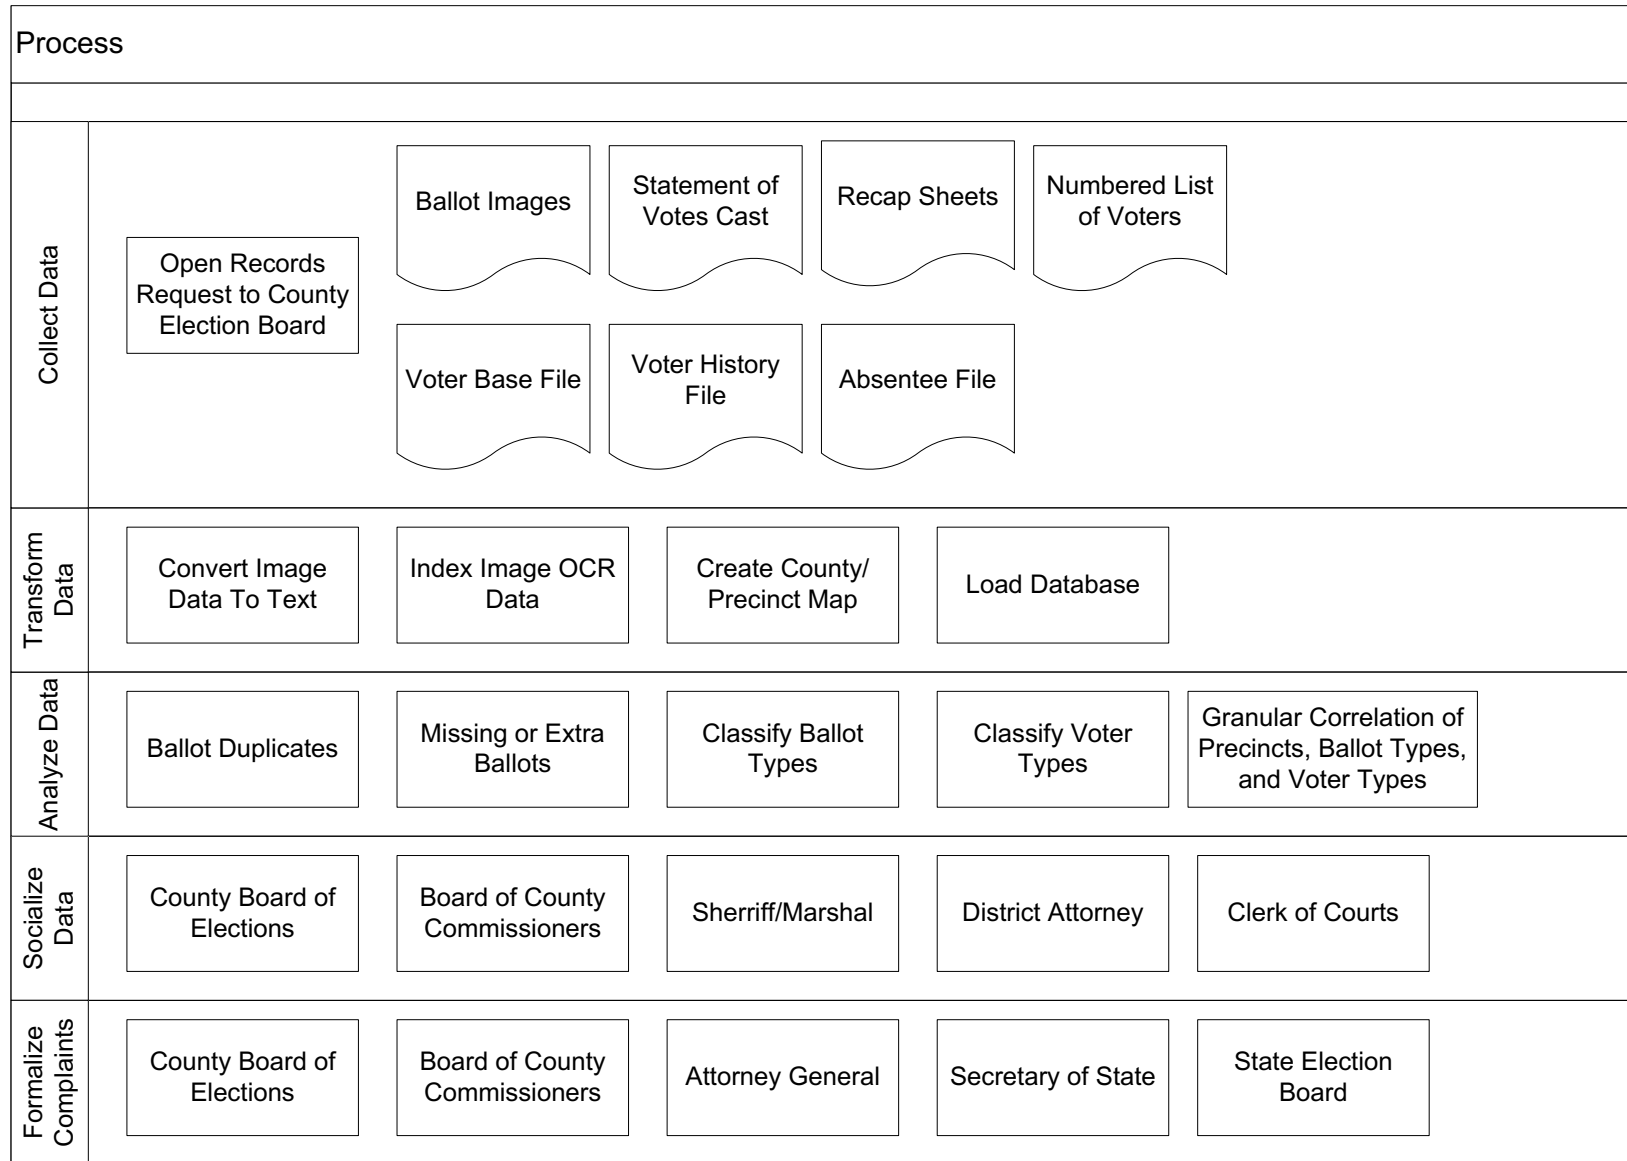 Process
Collect Data
Open Records
Request to County
Election Board
Ballot Images
Statement of
Votes Cast
Recap Sheets
Numbered List
of Voters
Voter Base File
Voter History
File
Absentee File
Transform
Data
Convert Image
Data To Text
Index Image OCR
Data
Create County/
Precinct Map
Load Database
Analyze Data
Ballot Duplicates
Missing or Extra
Ballots
Classify Ballot
Types
Classify Voter
Types
Granular Correlation of
Precincts, Ballot Types,
and Voter Types
Socialize
Data
County Board of
Elections
Board of County
Commissioners
Sherriff/Marshal
District Attorney
Clerk of Courts
Formalize
Complaints
County Board of
Elections
Board of County
Commissioners
Attorney General
Secretary of State
State Election
Board